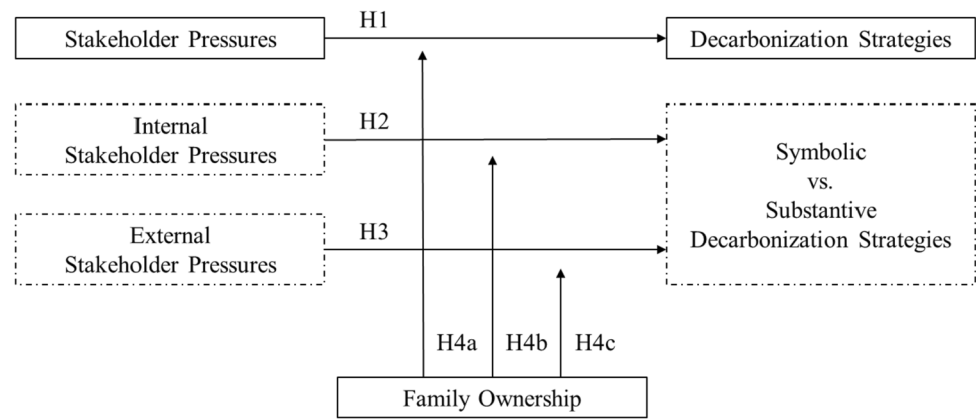 H1
Stakeholder Pressures
Decarbonization Strategies
Internal
Stakeholder Pressures
H2
Symbolic
vs.
Substantive
Decarbonization Strategies
External
Stakeholder Pressures
H3
H4a
H4b
H4c
Family Ownership